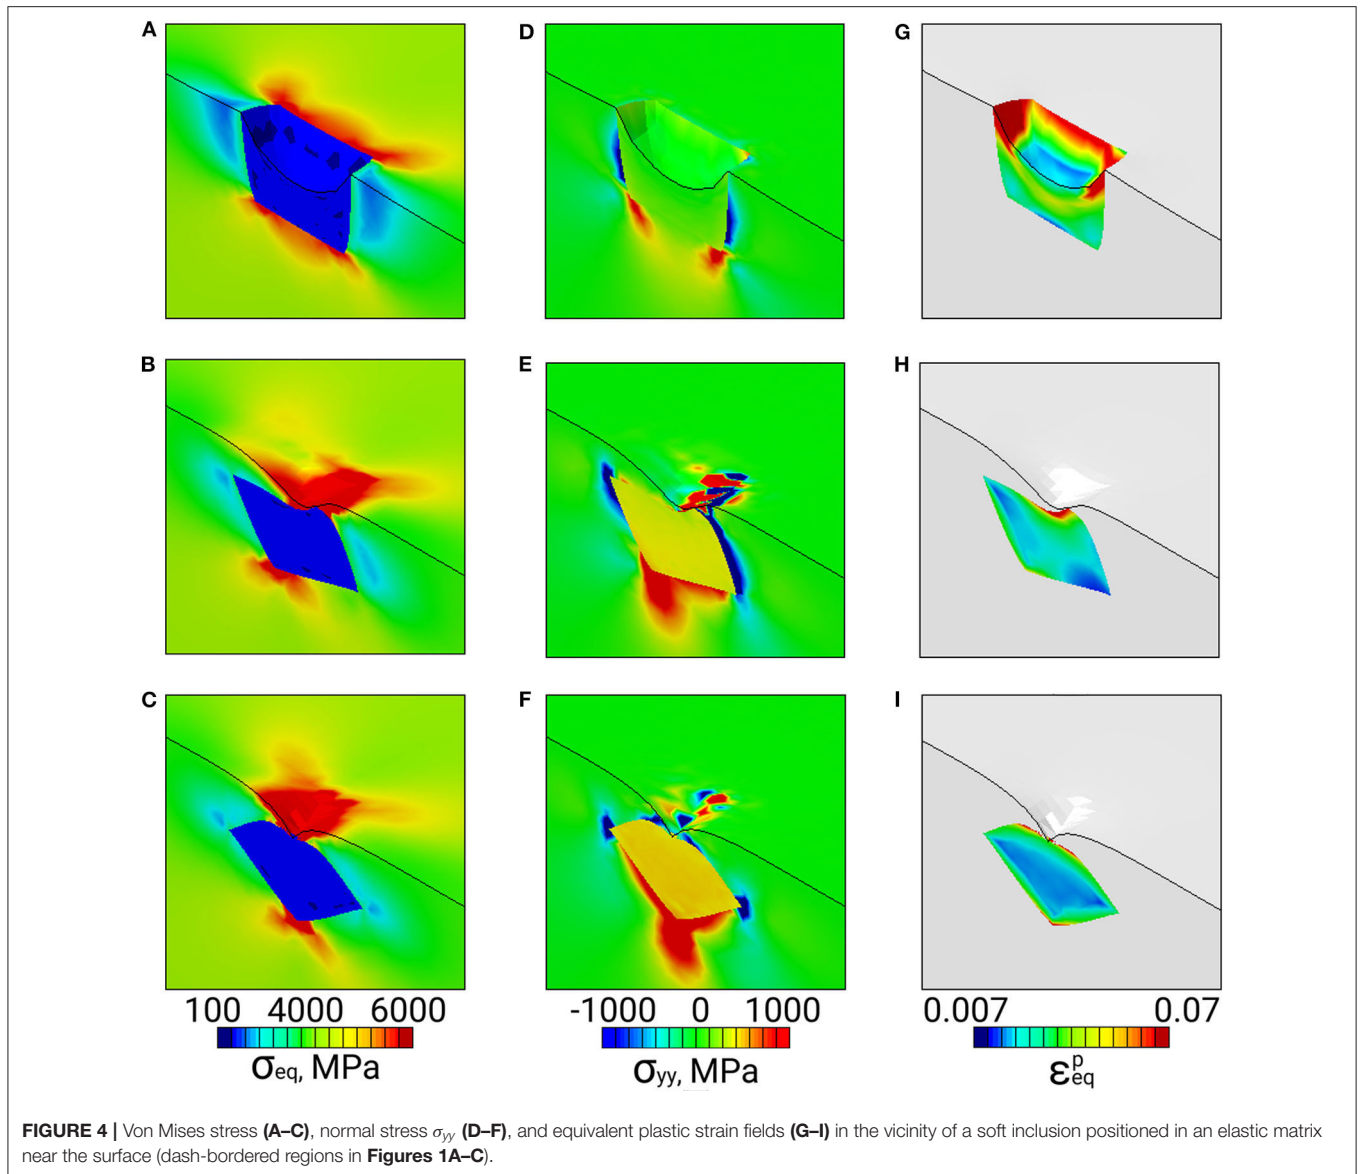 A D G
B E H
C F I
100 4000 6000 -1000 0 1000 0.007 0.07
σeq, MPa σyy, MPa ε^p_eq
FIGURE 4 | Von Mises stress (A–C), normal stress σyy (D–F), and equivalent plastic strain fields (G–I) in the vicinity of a soft inclusion positioned in an elastic matrix
near the surface (dash-bordered regions in Figures 1A–C).